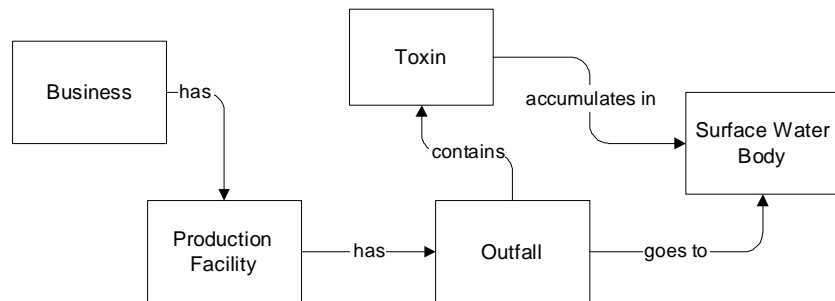 Toxin
Business
has
accumulates in
Surface Water
Body
contains
Production
Facility
has
Outfall
goes to